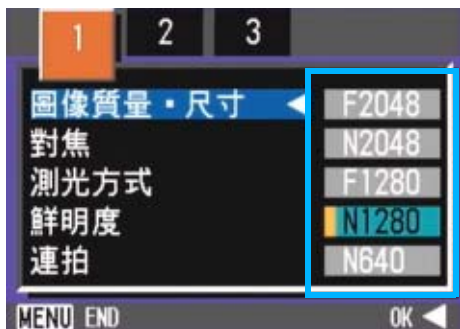 1 2 3
圖像質量・尺寸 ◀ F2048
對焦 N2048
測光方式 F1280
鮮明度 N1280
連拍 N640
MENU END OK ◀